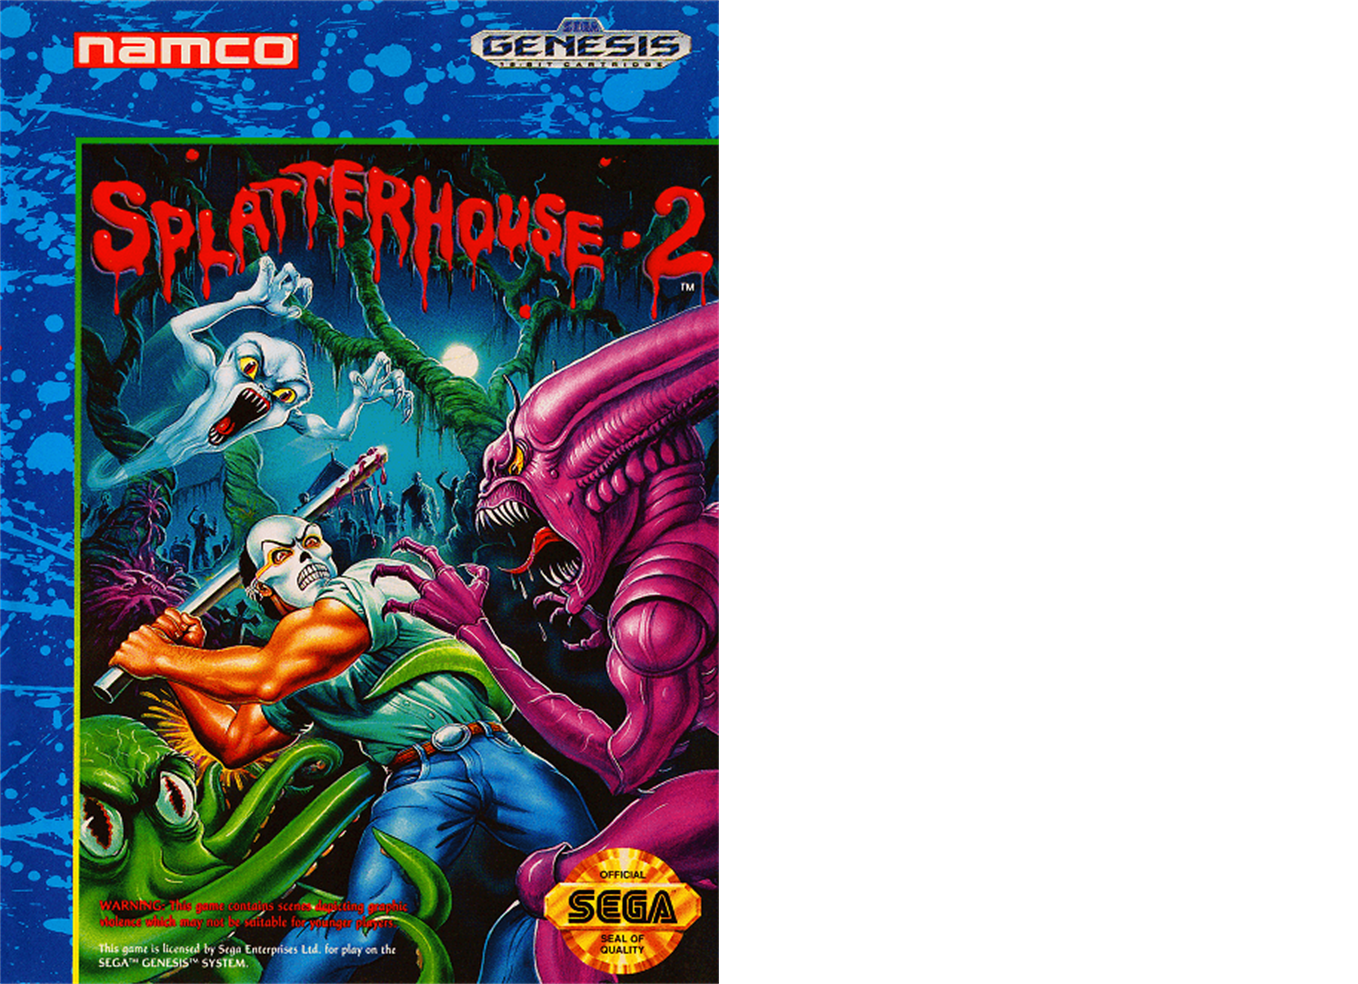 namco®
SEGA
GENESIS
16-BIT CARTRIDGE
SPLATTERHOUSE · 2
TM
WARNING: This game contains scenes depicting graphic
violence which may not be suitable for younger players.
This game is licensed by Sega Enterprises Ltd. for play on the
SEGA™ GENESIS™ SYSTEM.
OFFICIAL
SEGA
SEAL OF
QUALITY